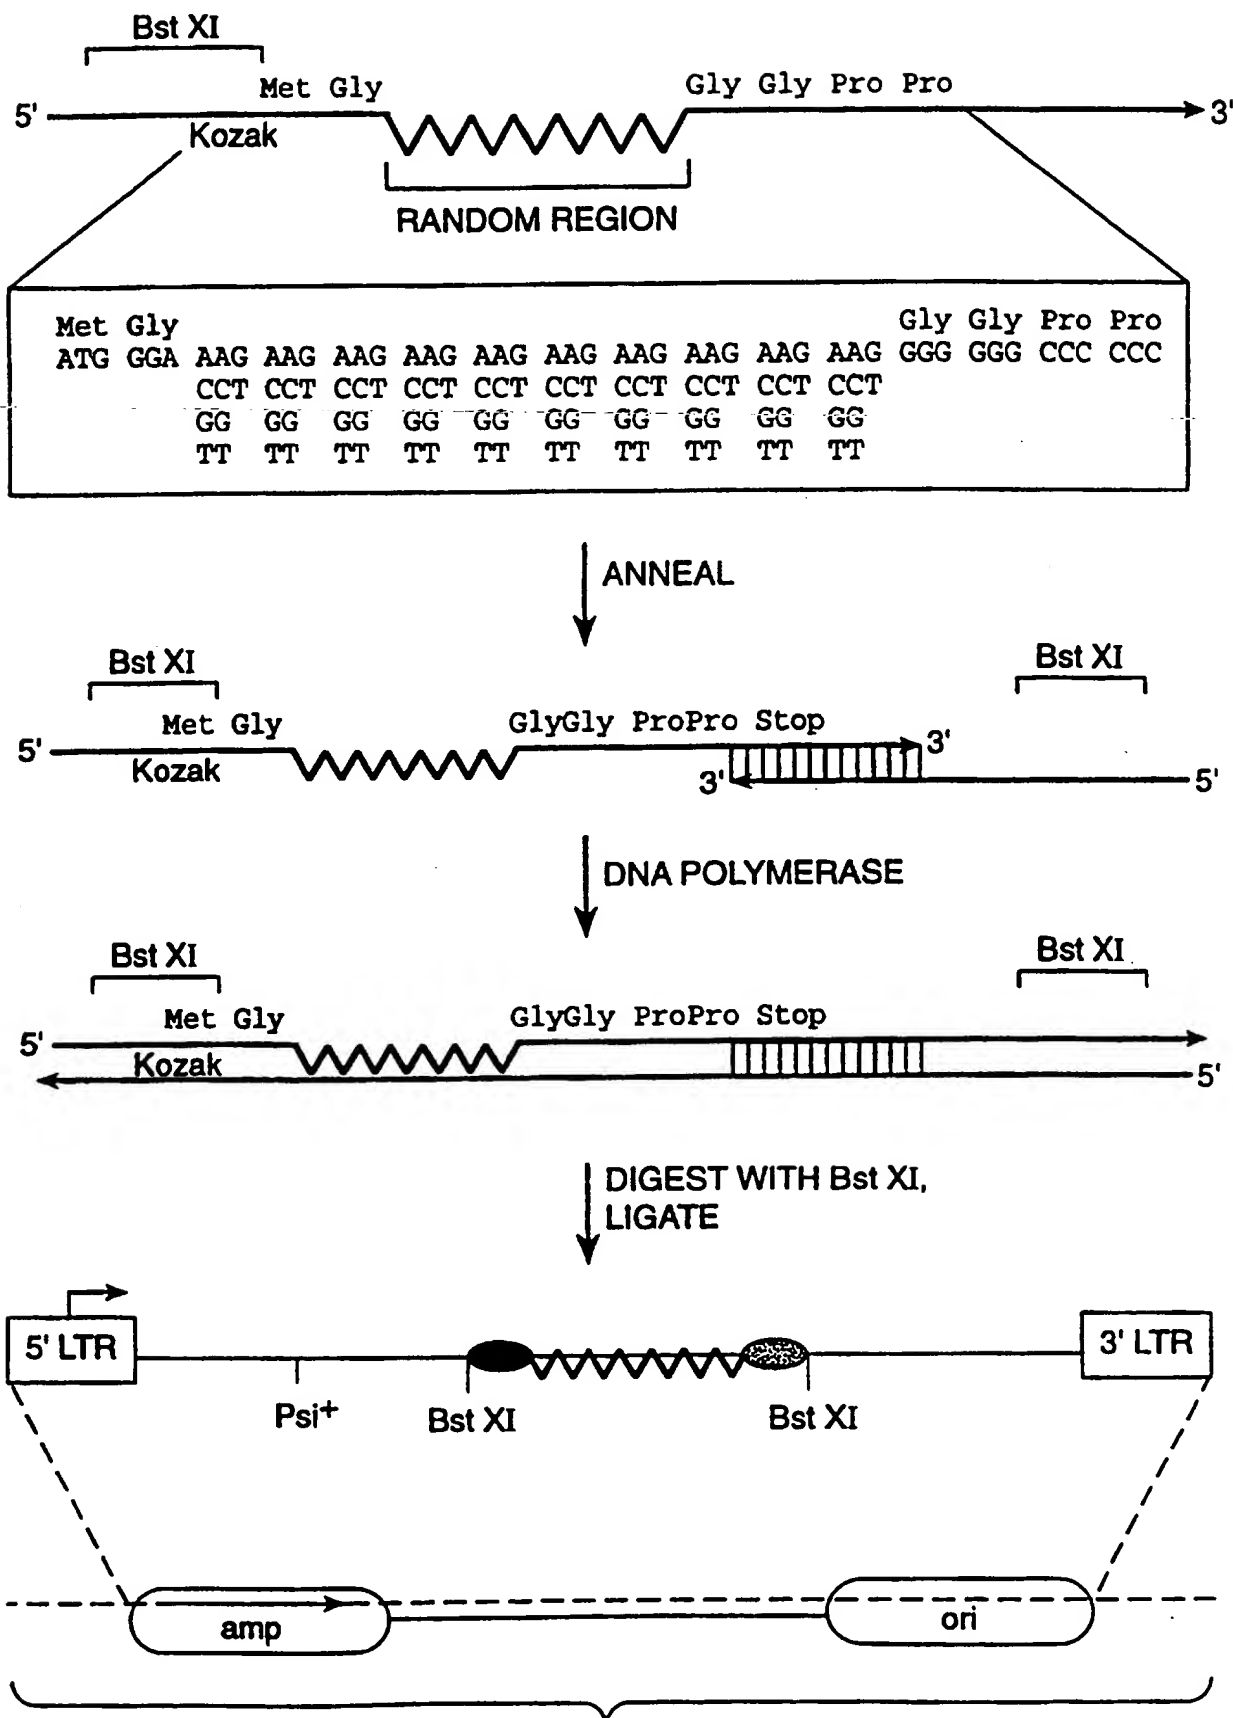 Bst XI
Met Gly Gly Gly Pro Pro
5' 3'
Kozak
RANDOM REGION
Met Gly Gly Gly Pro Pro
ATG GGA AAG AAG AAG AAG AAG AAG AAG AAG AAG AAG GGG GGG CCC CCC
CCT CCT CCT CCT CCT CCT CCT CCT CCT CCT
GG GG GG GG GG GG GG GG GG GG
TT TT TT TT TT TT TT TT TT TT
ANNEAL
Bst XI Bst XI
Met Gly GlyGly ProPro Stop
5' 3'
Kozak 3' 5'
DNA POLYMERASE
Bst XI Bst XI
Met Gly GlyGly ProPro Stop
5'
Kozak 5'
DIGEST WITH Bst XI,
LIGATE
5' LTR 3' LTR
Psi+ Bst XI Bst XI
amp ori